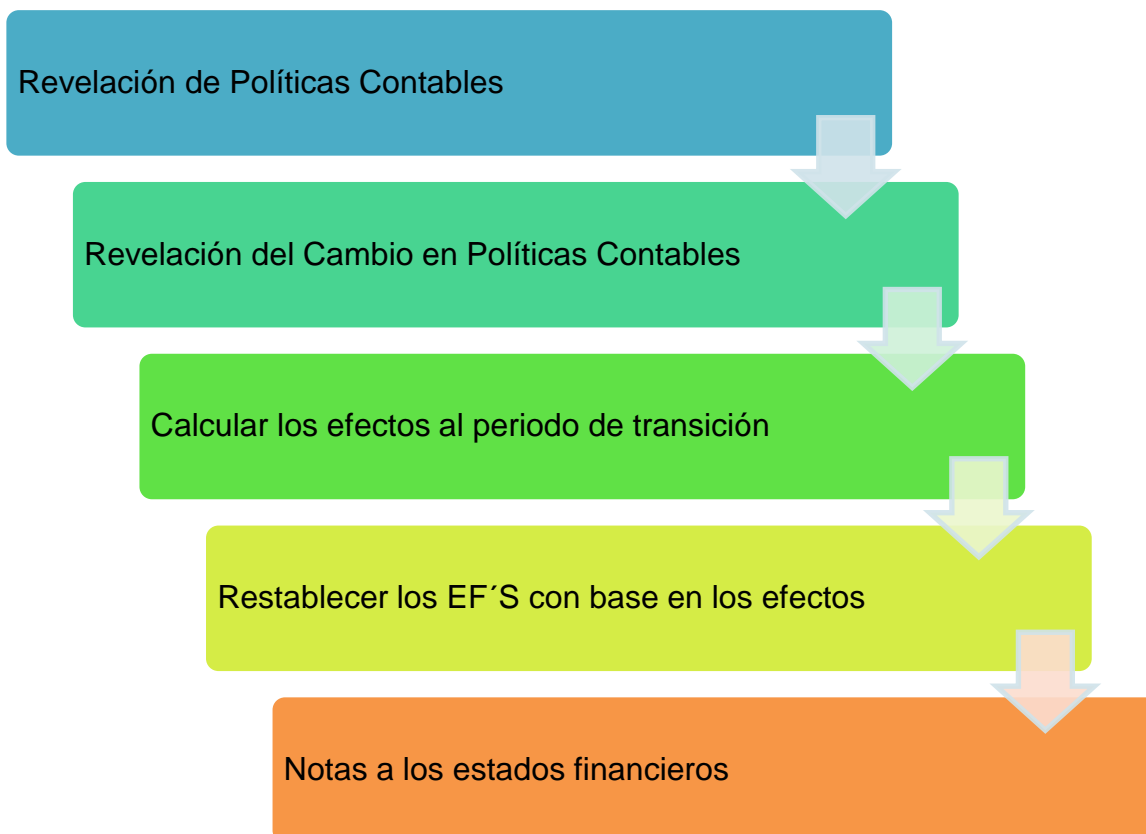 Revelación de Políticas Contables
Revelación del Cambio en Políticas Contables
Calcular los efectos al periodo de transición
Restablecer los EF´S con base en los efectos
Notas a los estados financieros